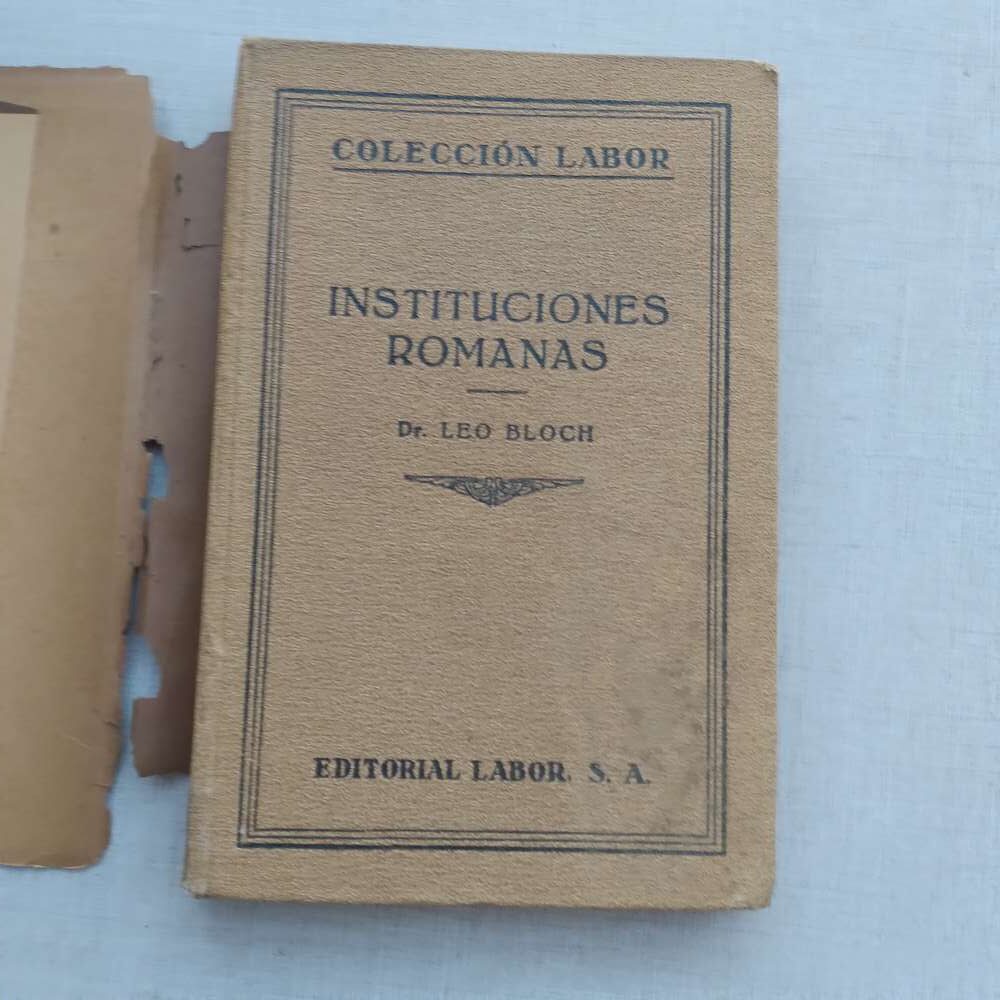 COLECCIÓN LABOR
INSTITUCIONES
ROMANAS
Dr. LEO BLOCH
EDITORIAL LABOR, S. A.